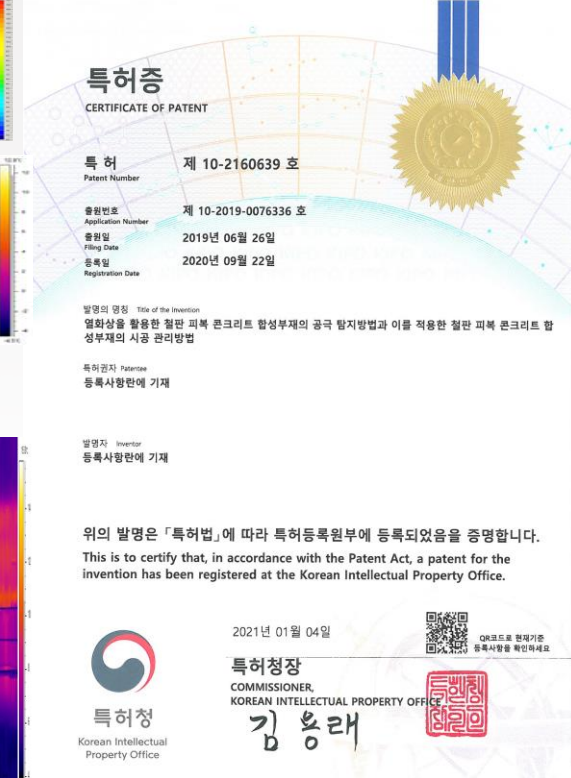 특허증
CERTIFICATE OF PATENT
특 허 제 10-2160639 호
Patent Number
출원번호 제 10-2019-0076336 호
Application Number
출원일 2019년 06월 26일
Filing Date
등록일 2020년 09월 22일
Registration Date
발명의 명칭 Title of the Invention
열화상을 활용한 철판 피복 콘크리트 합성부재의 공극 탐지방법과 이를 적용한 철판 피복 콘크리트 합
성부재의 시공 관리방법
특허권자 Patentee
등록사항란에 기재
발명자 Inventor
등록사항란에 기재
위의 발명은 「특허법」에 따라 특허등록원부에 등록되었음을 증명합니다.
This is to certify that, in accordance with the Patent Act, a patent for the
invention has been registered at the Korean Intellectual Property Office.
2021년 01월 04일
QR코드로 현재기준
등록사항을 확인하세요
특허청장
COMMISSIONER,
KOREAN INTELLECTUAL PROPERTY OFFICE
김용래
특허청
Korean Intellectual
Property Office